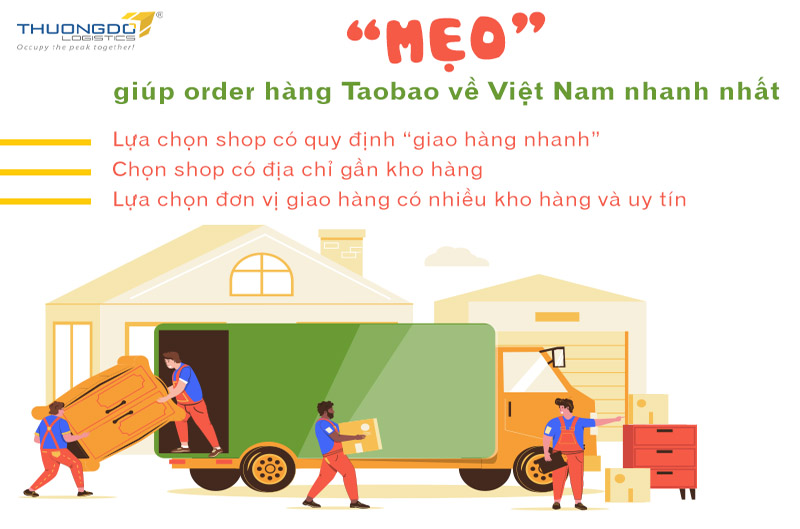 THUONGDO®
LOGISTICS
Occupy the peak together!
“MẸO”
giúp order hàng Taobao về Việt Nam nhanh nhất
Lựa chọn shop có quy định “giao hàng nhanh”
Chọn shop có địa chỉ gần kho hàng
Lựa chọn đơn vị giao hàng có nhiều kho hàng và uy tín